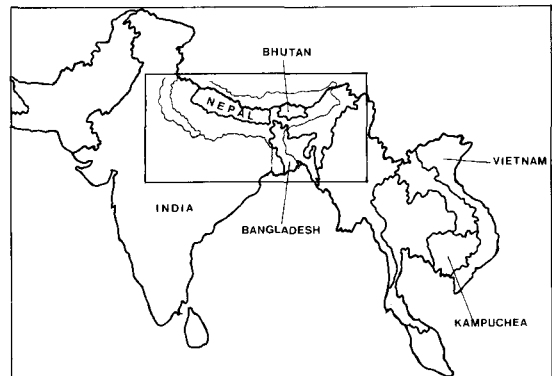 BHUTAN
NEPAL
VIETNAM
INDIA
BANGLADESH
KAMPUCHEA